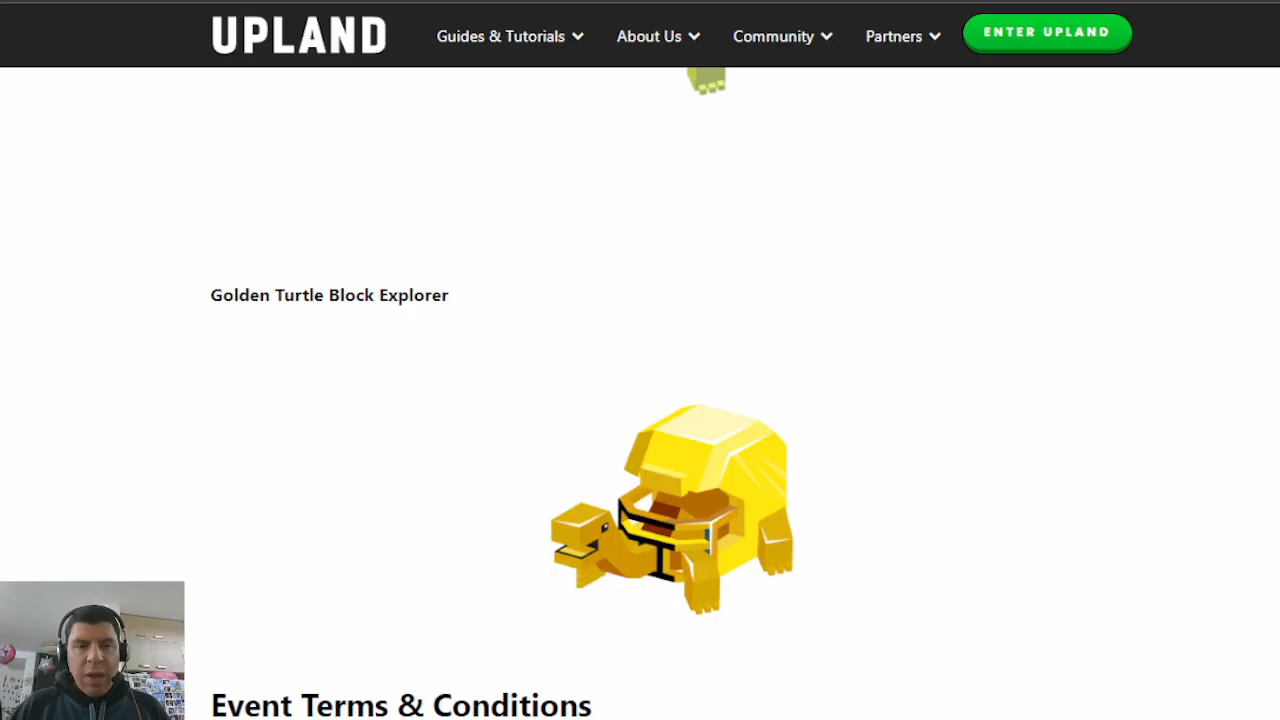 UPLAND
Guides & Tutorials
About Us
Community
Partners
ENTER UPLAND
Golden Turtle Block Explorer
Event Terms & Conditions